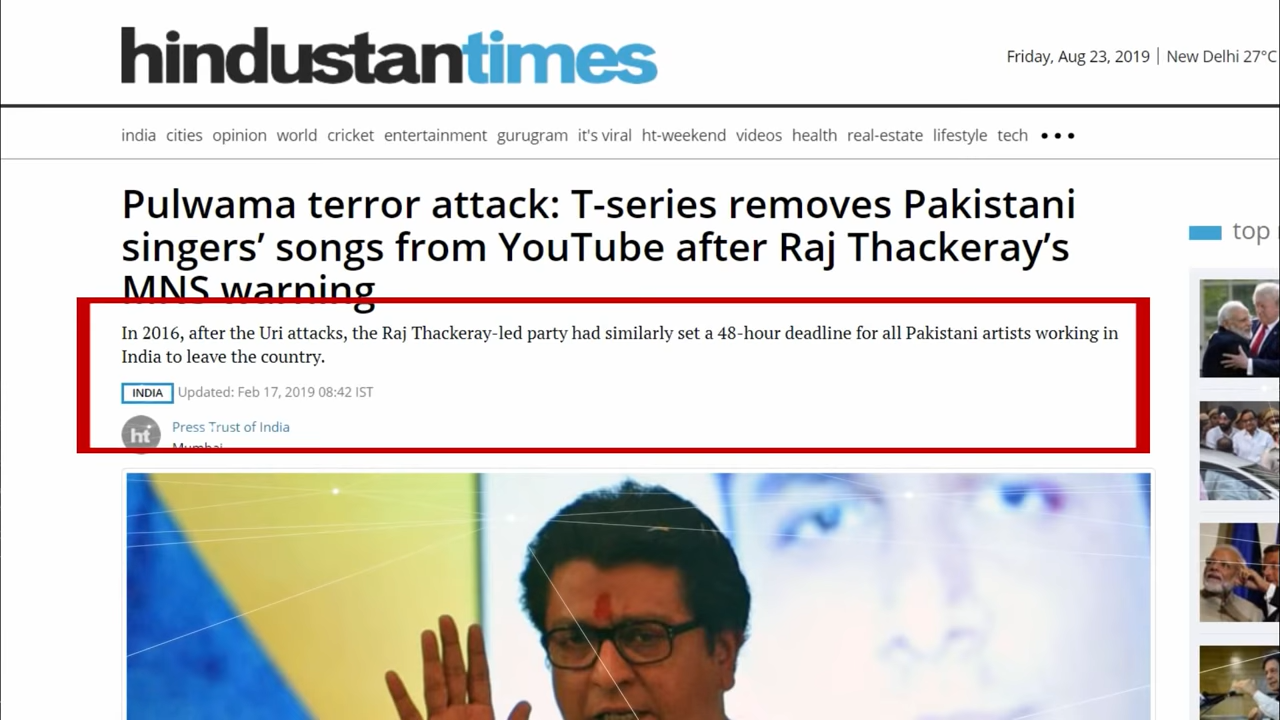 hindustantimes
Friday, Aug 23, 2019 | New Delhi 27°C
india cities opinion world cricket entertainment gurugram it's viral ht-weekend videos health real-estate lifestyle tech •••
Pulwama terror attack: T-series removes Pakistani
singers’ songs from YouTube after Raj Thackeray’s
MNS warning
top
In 2016, after the Uri attacks, the Raj Thackeray-led party had similarly set a 48-hour deadline for all Pakistani artists working in
India to leave the country.
INDIA Updated: Feb 17, 2019 08:42 IST
ht Press Trust of India
Mumbai